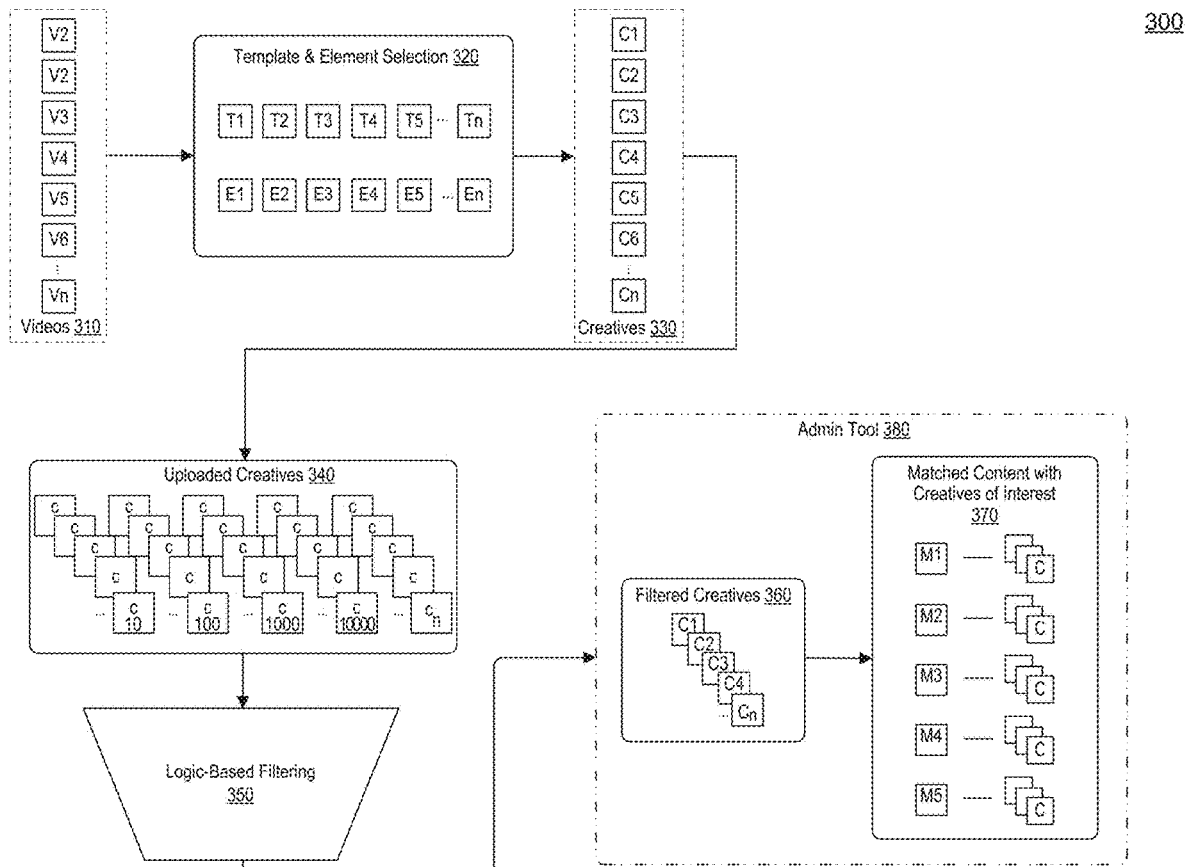 300
V2
V2
V3
V4
V5
V6
⋮
Vn
Videos 310
Template & Element Selection 320
T1 T2 T3 T4 T5 ... Tn
E1 E2 E3 E4 E5 ... En
C1
C2
C3
C4
C5
C6
⋮
Cn
Creatives 330
Uploaded Creatives 340
C C C C C
C C C C C
C C C C C
C C C C C
... C ... C ... C ... C ... Cn
10 100 1000 10000
Logic-Based Filtering
350
Admin Tool 380
Filtered Creatives 360
C1
C2
C3
C4
... Cn
Matched Content with
Creatives of Interest
370
M1 C
M2 C
M3 C
M4 C
M5 C